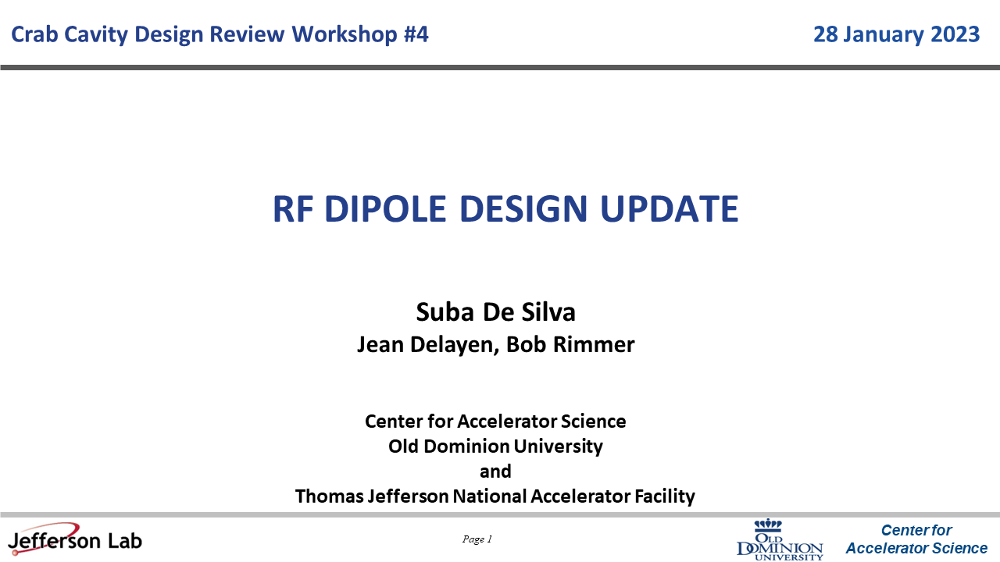 Crab Cavity Design Review Workshop #4
28 January 2023
RF DIPOLE DESIGN UPDATE
Suba De Silva
Jean Delayen, Bob Rimmer
Center for Accelerator Science
Old Dominion University
and
Thomas Jefferson National Accelerator Facility
Jefferson Lab
Page 1
OLD
DOMINION
UNIVERSITY
Center for
Accelerator Science